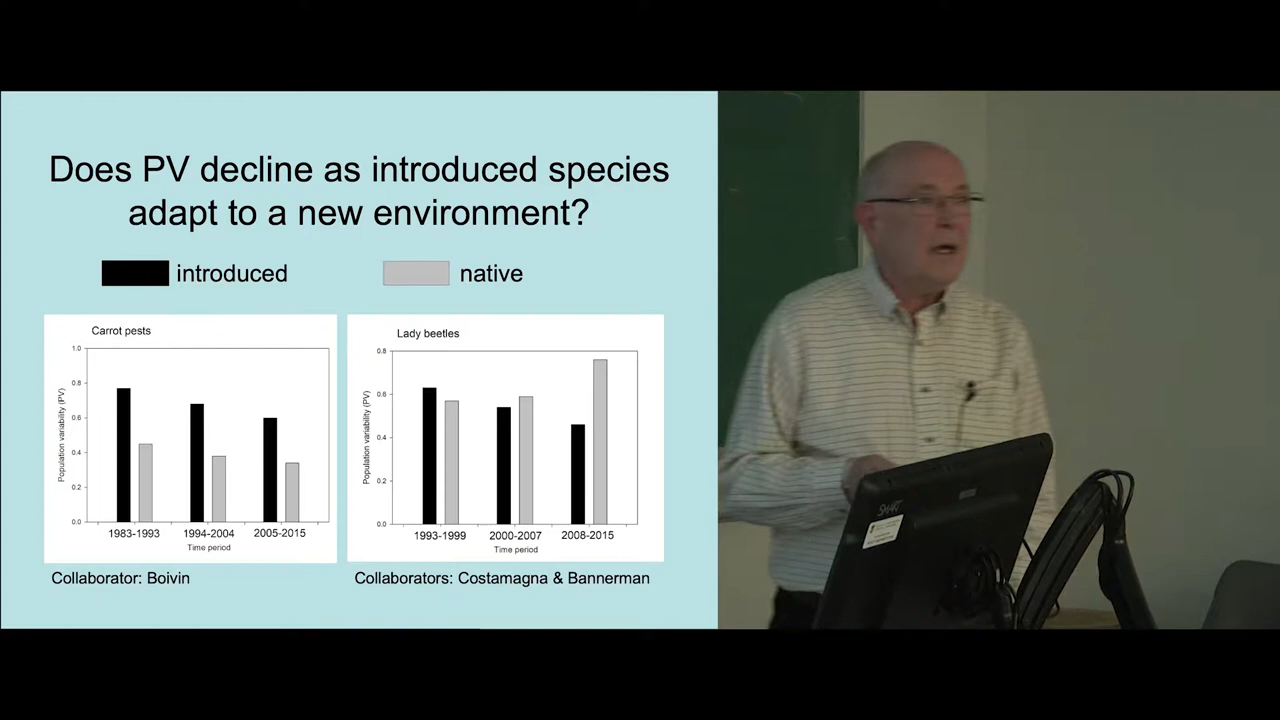 Does PV decline as introduced species
adapt to a new environment?
introduced
native
Carrot pests
1.0
0.8
0.6
0.4
0.2
0.0
Population variability (PV)
1983-1993
1994-2004
2005-2015
Time period
Collaborator: Boivin
Lady beetles
0.8
0.6
0.4
0.2
0.0
Population variability (PV)
1993-1999
2000-2007
2008-2015
Time period
Collaborators: Costamagna & Bannerman
SMART